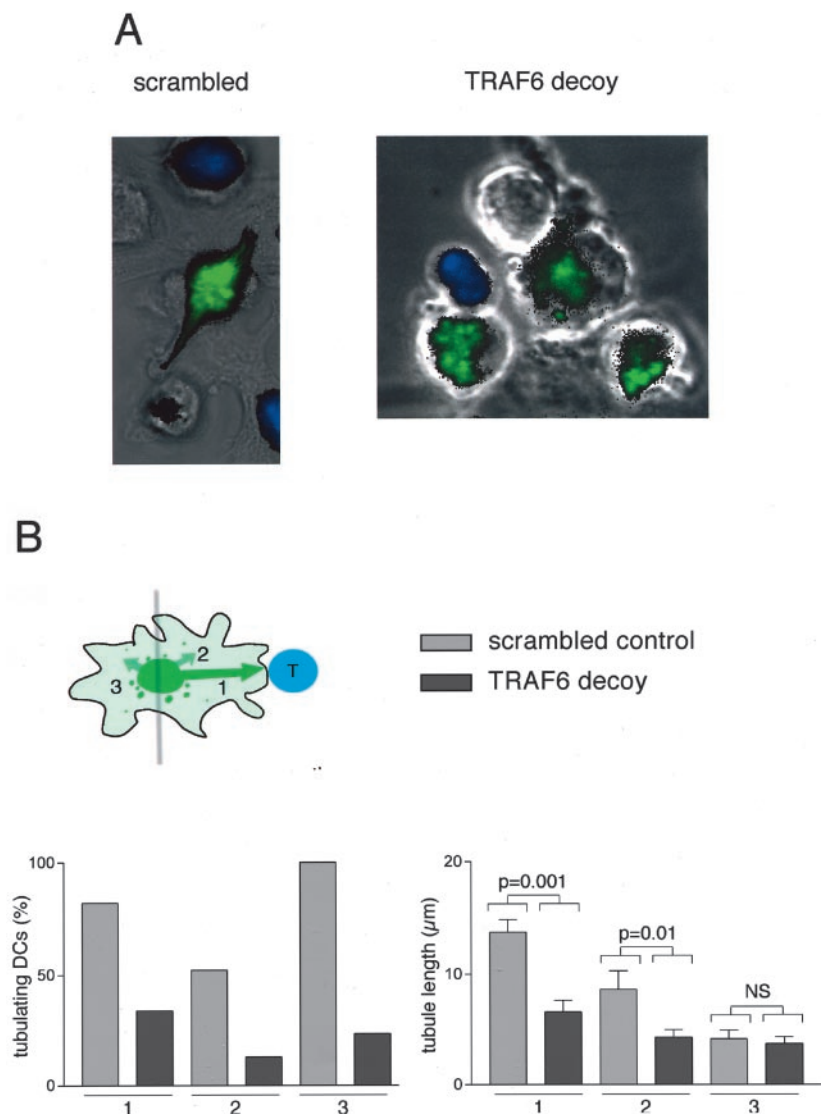 A
scrambled
TRAF6 decoy
B
3
2
1
T
scrambled control
TRAF6 decoy
tubulating DCs (%)
100
50
0
1
2
3
tubule length (μm)
20
10
0
p=0.001
p=0.01
NS
1
2
3